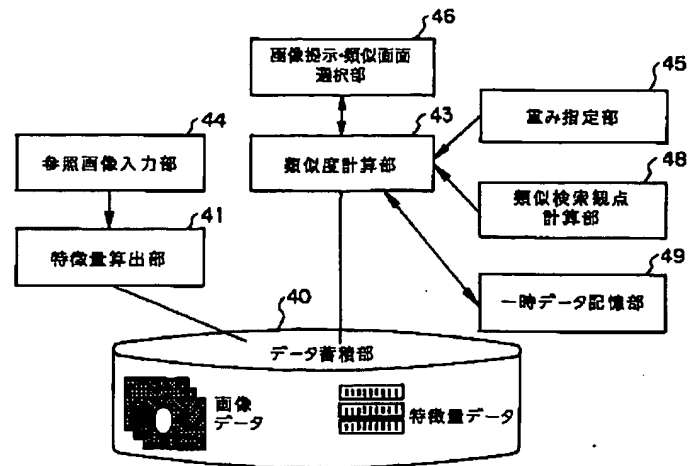 46
画像提示・類似画面
選択部
45
重み指定部
44
参照画像入力部
43
類似度計算部
48
類似検索観点
計算部
41
特徴量算出部
49
一時データ記憶部
40
データ蓄積部
画像
データ
特徴量データ